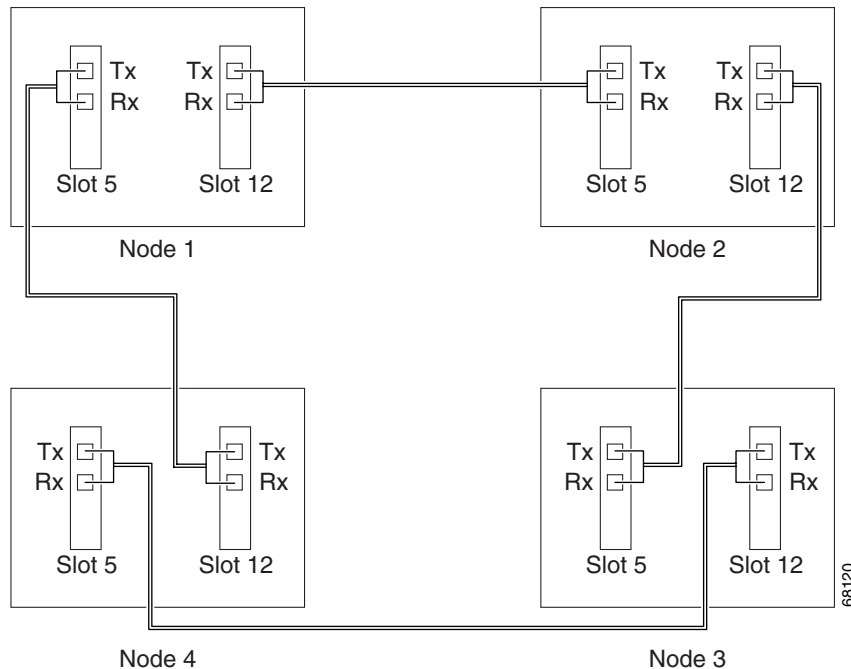 Tx Tx Tx Tx
Rx Rx Rx Rx
Slot 5 Slot 12 Slot 5 Slot 12
Node 1 Node 2
Tx Tx Tx Tx
Rx Rx Rx Rx
Slot 5 Slot 12 Slot 5 Slot 12
68120
Node 4 Node 3